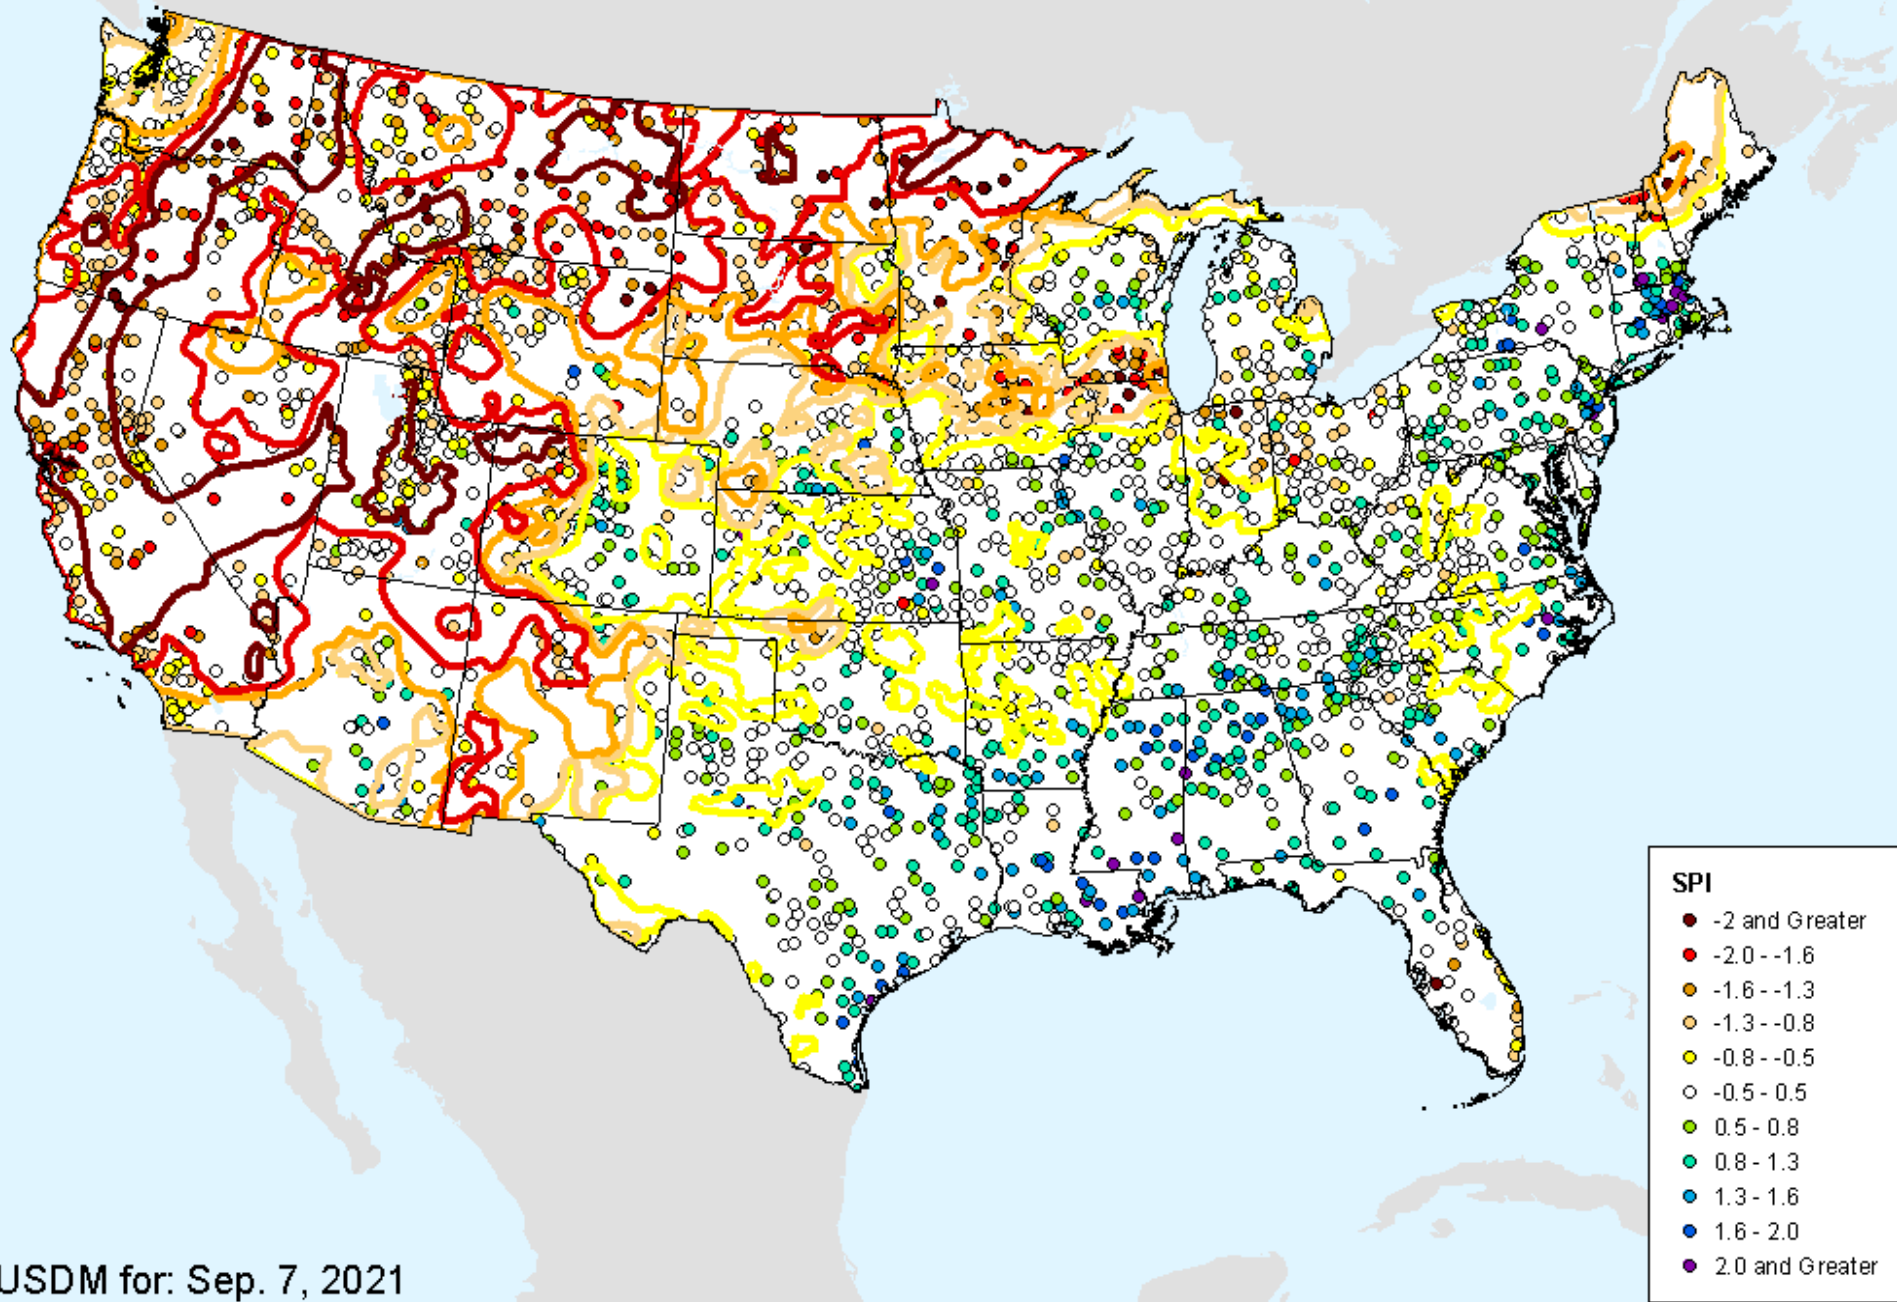 SPI
-2 and Greater
-2.0 - -1.6
-1.6 - -1.3
-1.3 - -0.8
-0.8 - -0.5
-0.5 - 0.5
0.5 - 0.8
0.8 - 1.3
1.3 - 1.6
1.6 - 2.0
2.0 and Greater
USDM for: Sep. 7, 2021